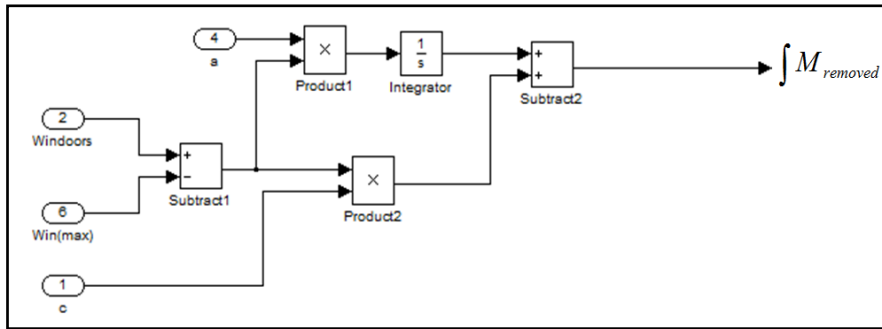 4
a
×
Product1
1
s
Integrator
+
+
Subtract2
∫ M removed
2
Windoors
+
−
Subtract1
×
Product2
6
Win(max)
1
c